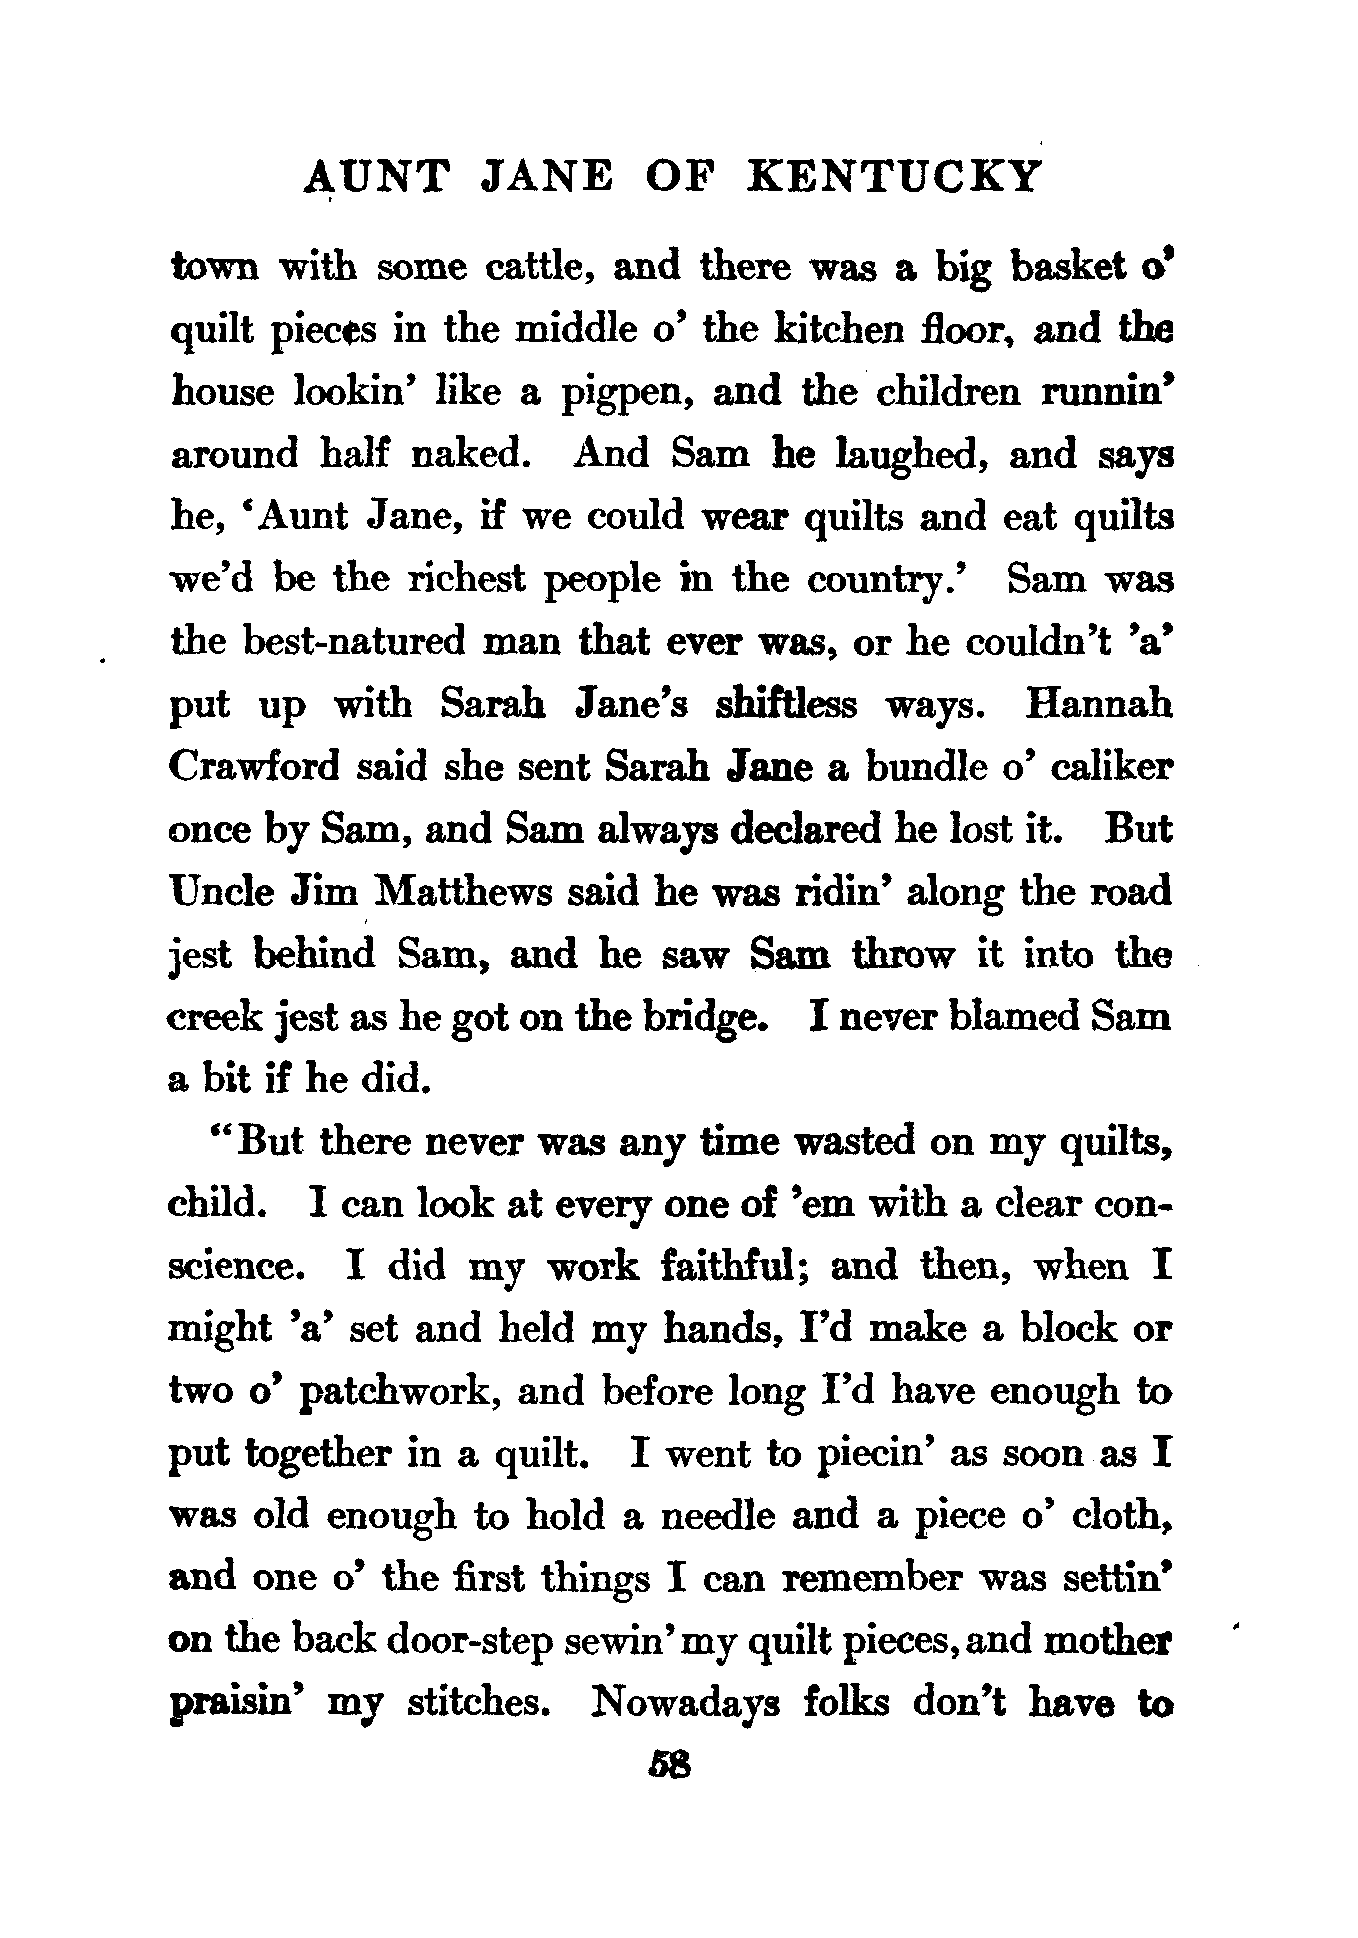 AUNT JANE OF KENTUCKY
town with some cattle, and there was a big basket o’
quilt pieces in the middle o’ the kitchen floor, and the
house lookin’ like a pigpen, and the children runnin’
around half naked. And Sam he laughed, and says
he, ‘Aunt Jane, if we could wear quilts and eat quilts
we’d be the richest people in the country.’ Sam was
the best-natured man that ever was, or he couldn’t ’a’
put up with Sarah Jane’s shiftless ways. Hannah
Crawford said she sent Sarah Jane a bundle o’ caliker
once by Sam, and Sam always declared he lost it. But
Uncle Jim Matthews said he was ridin’ along the road
jest behind Sam, and he saw Sam throw it into the
creek jest as he got on the bridge. I never blamed Sam
a bit if he did.
“But there never was any time wasted on my quilts,
child. I can look at every one of ’em with a clear con-
science. I did my work faithful; and then, when I
might ’a’ set and held my hands, I’d make a block or
two o’ patchwork, and before long I’d have enough to
put together in a quilt. I went to piecin’ as soon as I
was old enough to hold a needle and a piece o’ cloth,
and one o’ the first things I can remember was settin’
on the back door-step sewin’ my quilt pieces, and mother
praisin’ my stitches. Nowadays folks don’t have to
58